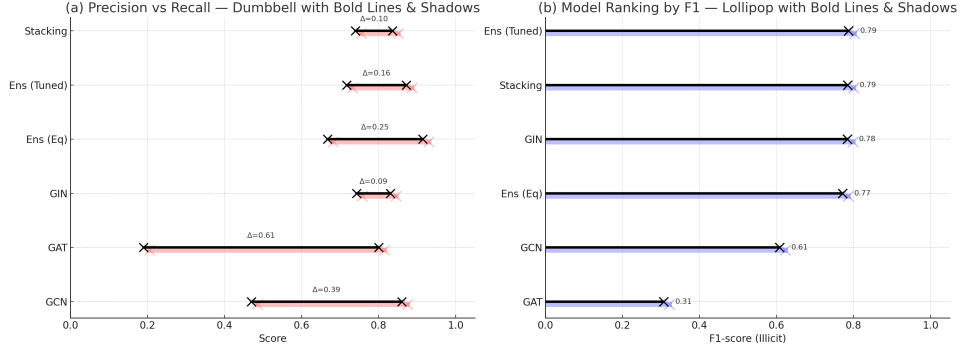 (a) Precision vs Recall — Dumbbell with Bold Lines & Shadows
Stacking
Δ=0.10
Ens (Tuned)
Δ=0.16
Ens (Eq)
Δ=0.25
GIN
Δ=0.09
GAT
Δ=0.61
GCN
Δ=0.39
0.0 0.2 0.4 0.6 0.8 1.0
Score
(b) Model Ranking by F1 — Lollipop with Bold Lines & Shadows
Ens (Tuned) 0.79
Stacking 0.79
GIN 0.78
Ens (Eq) 0.77
GCN 0.61
GAT 0.31
0.0 0.2 0.4 0.6 0.8 1.0
F1-score (Illicit)